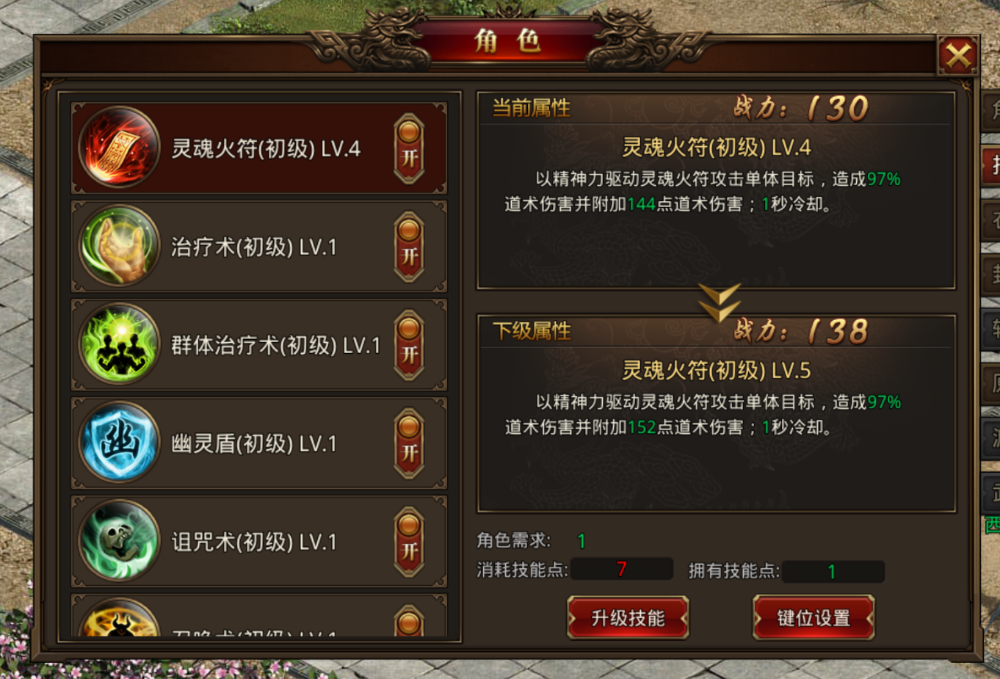 角色
灵魂火符(初级) LV.4
开
治疗术(初级) LV.1
开
群体治疗术(初级) LV.1
开
幽灵盾(初级) LV.1
开
诅咒术(初级) LV.1
开
当前属性 战力：130
灵魂火符(初级) LV.4
以精神力驱动灵魂火符攻击单体目标，造成97%
道术伤害并附加144点道术伤害；1秒冷却。
下级属性 战力：138
灵魂火符(初级) LV.5
以精神力驱动灵魂火符攻击单体目标，造成97%
道术伤害并附加152点道术伤害；1秒冷却。
角色需求: 1
消耗技能点: 7 拥有技能点: 1
升级技能 键位设置